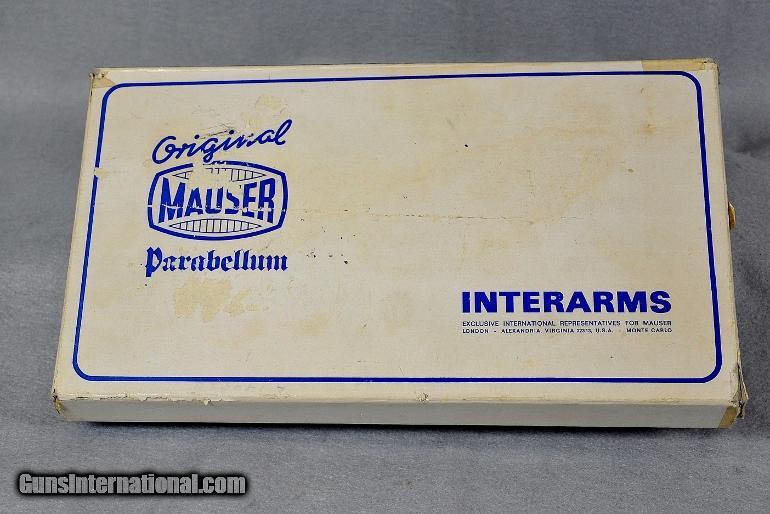 Original
MAUSER
Parabellum
INTERARMS
EXCLUSIVE INTERNATIONAL REPRESENTATIVES FOR MAUSER
LONDON - ALEXANDRIA, VIRGINIA 22313, U.S.A. - MONTE CARLO
GunsInternational.com